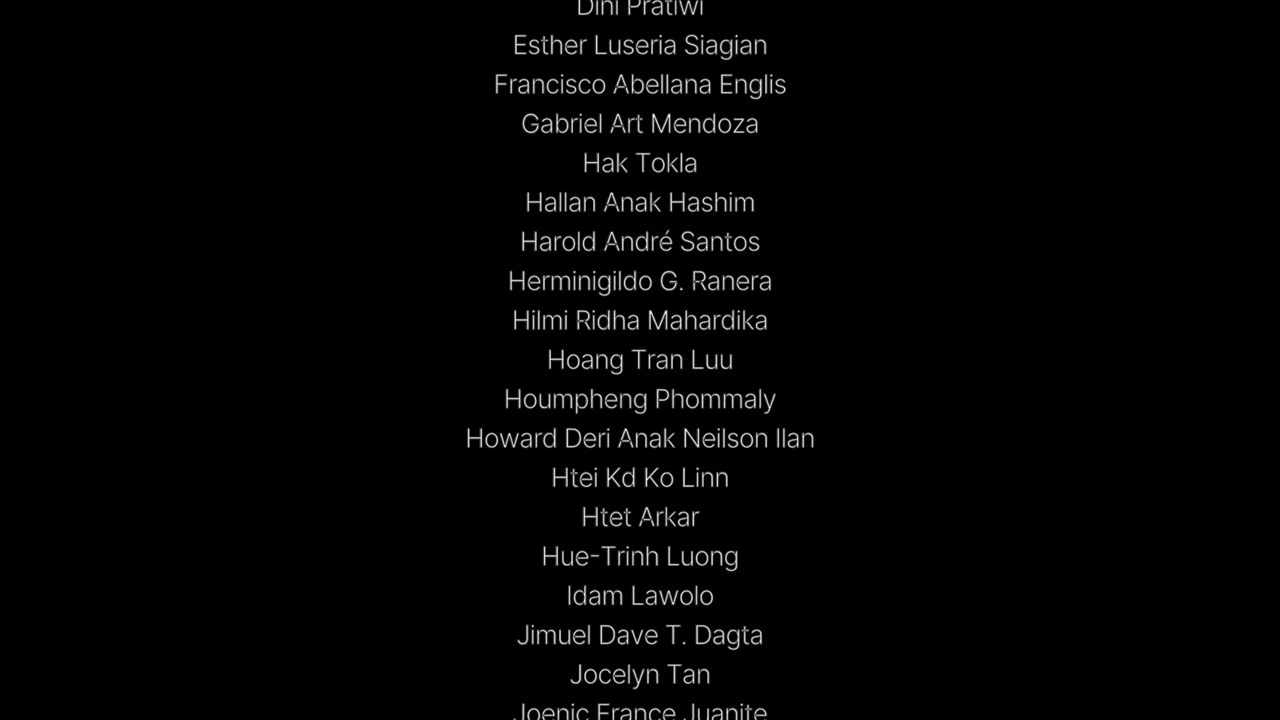 Dini Pratiwi
Esther Luseria Siagian
Francisco Abellana Englis
Gabriel Art Mendoza
Hak Tokla
Hallan Anak Hashim
Harold André Santos
Herminigildo G. Ranera
Hilmi Ridha Mahardika
Hoang Tran Luu
Houmpheng Phommaly
Howard Deri Anak Neilson Ilan
Htei Kd Ko Linn
Htet Arkar
Hue-Trinh Luong
Idam Lawolo
Jimuel Dave T. Dagta
Jocelyn Tan
Joenic France Juanite